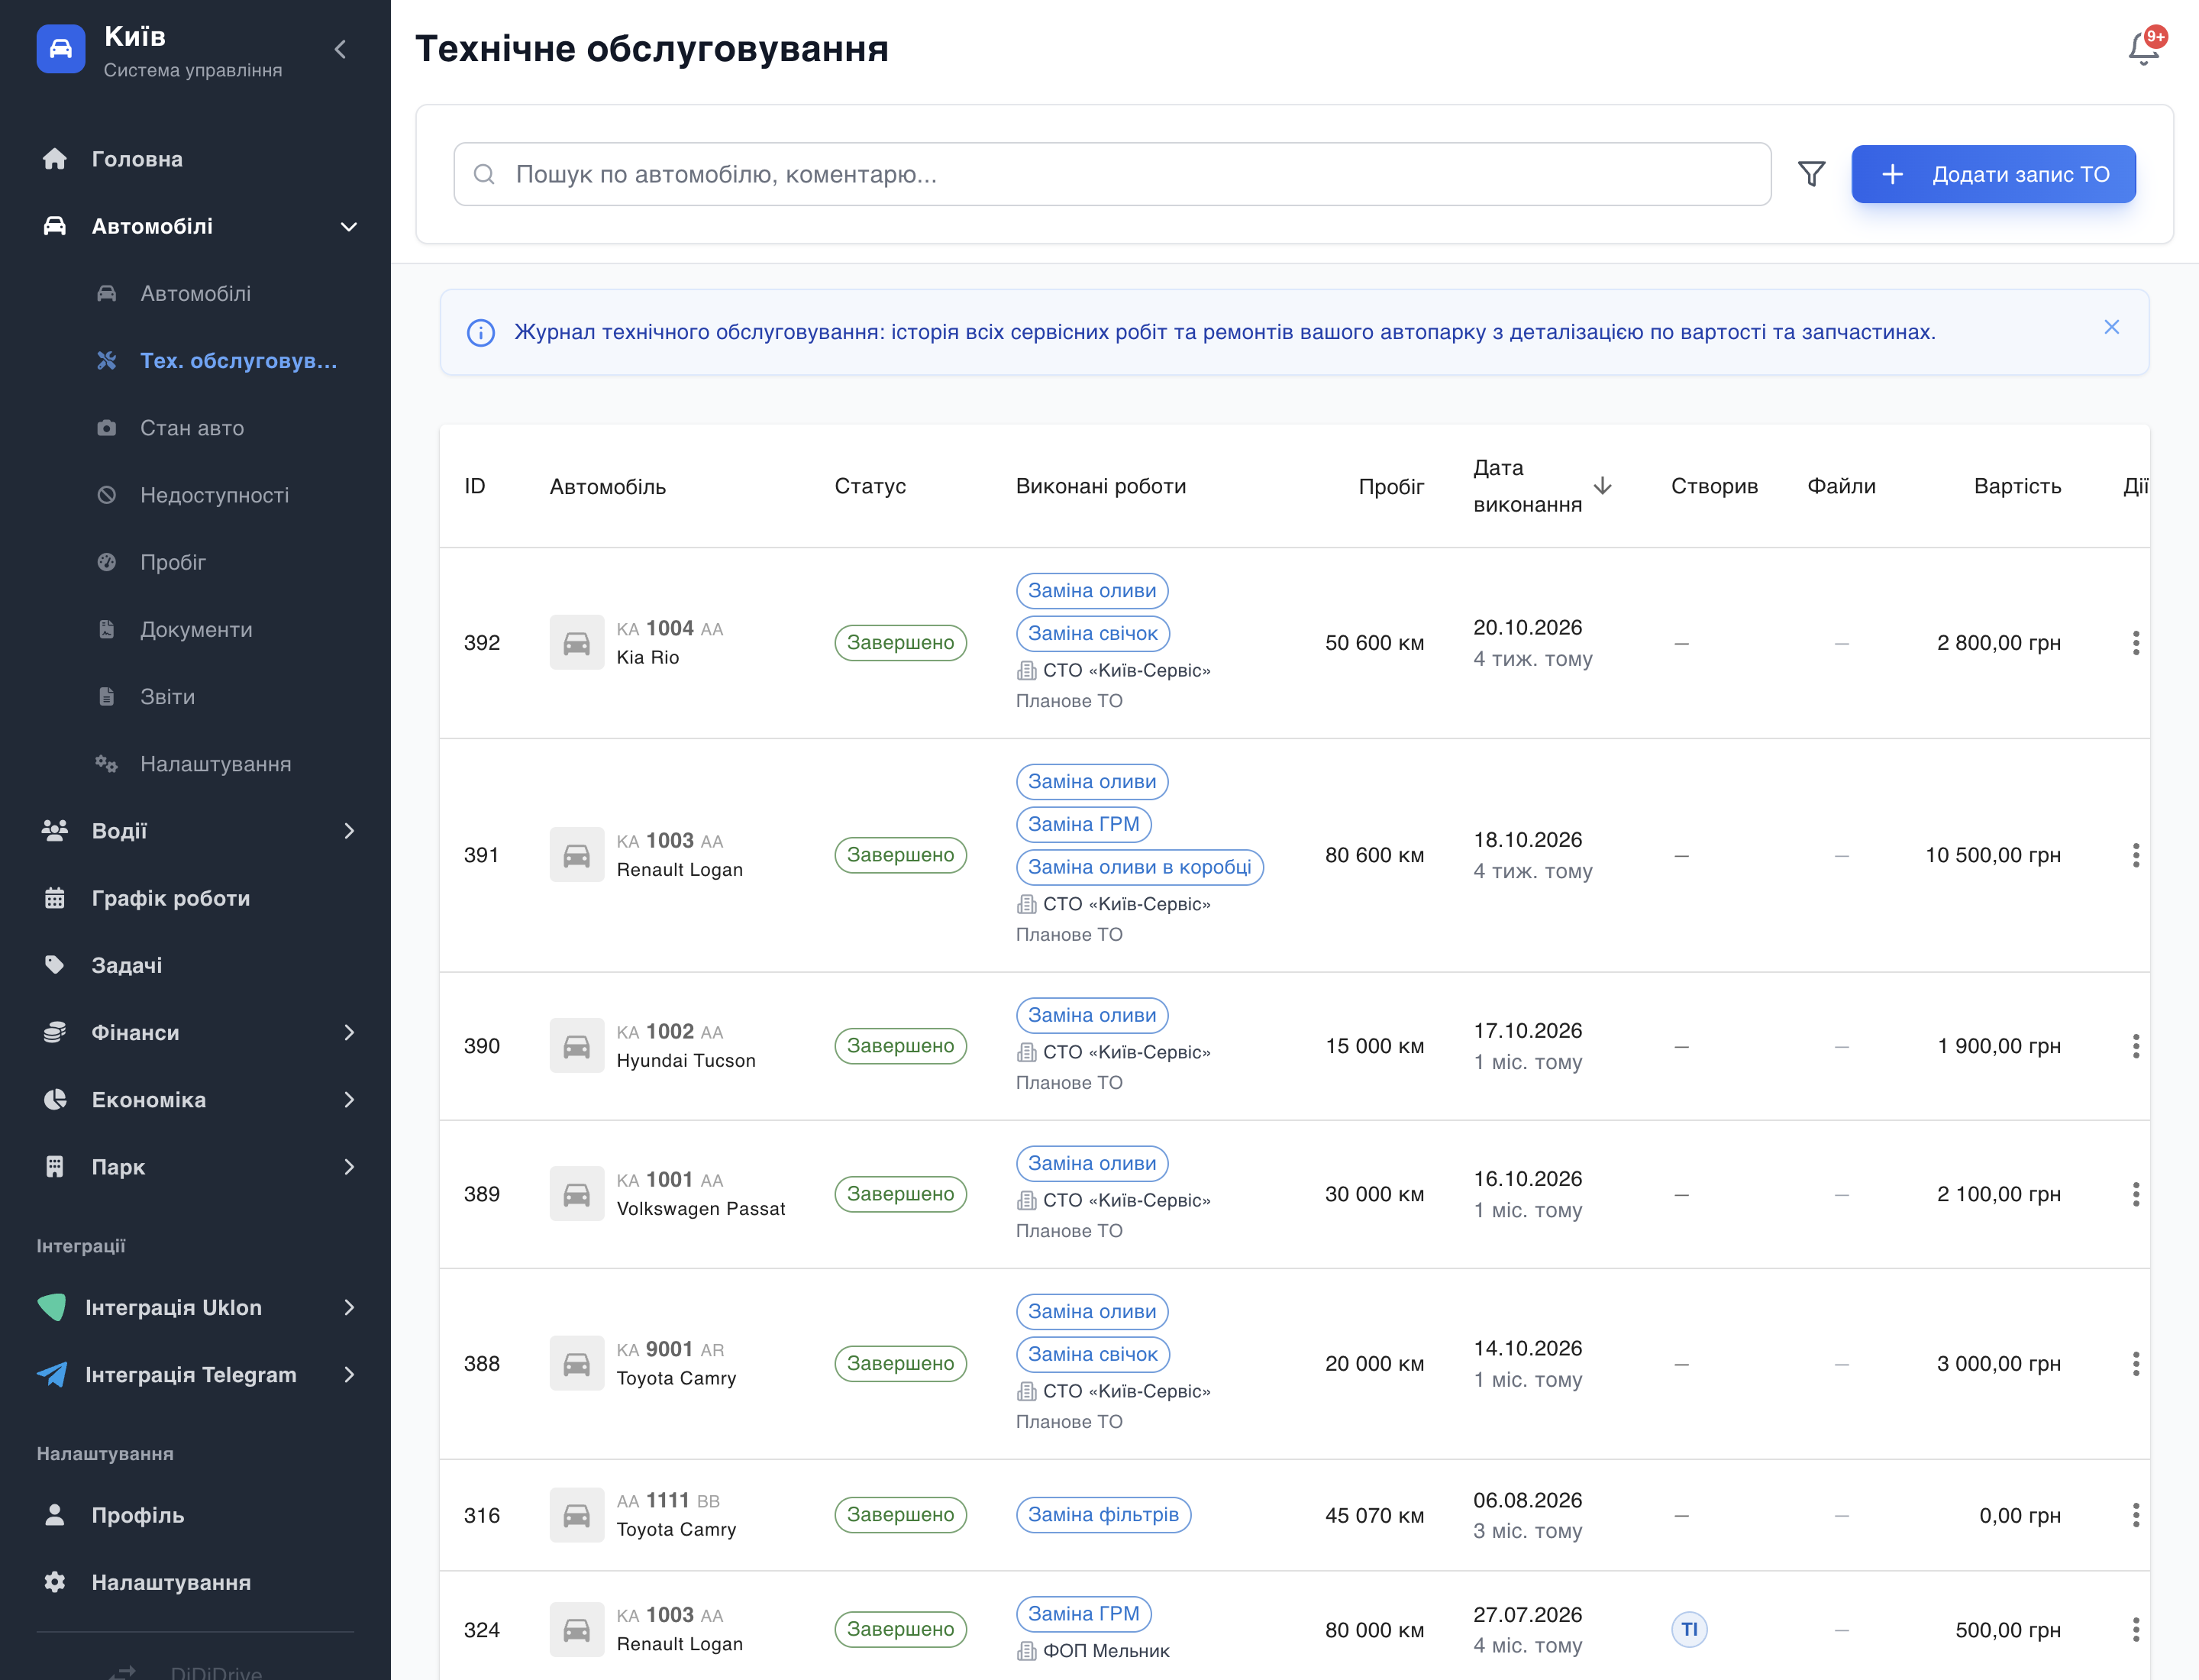 Київ
Система управління
Головна
Автомобілі
Автомобілі
Тех. обслуговув...
Стан авто
Недоступності
Пробіг
Документи
Звіти
Налаштування
Водії
Графік роботи
Задачі
Фінанси
Економіка
Парк
Інтеграції
Інтеграція Uklon
Інтеграція Telegram
Налаштування
Профіль
Налаштування
DiDiDrive
Технічне обслуговування
9+
Пошук по автомобілю, коментарю...
Додати запис ТО
Журнал технічного обслуговування: історія всіх сервісних робіт та ремонтів вашого автопарку з деталізацією по вартості та запчастинах.
ID Автомобіль Статус Виконані роботи Пробіг Дата виконання Створив Файли Вартість Дії
392
KA 1004 AA
Kia Rio
Завершено
Заміна оливи
Заміна свічок
СТО «Київ-Сервіс»
Планове ТО
50 600 км
20.10.2026
4 тиж. тому
—
—
2 800,00 грн
391
KA 1003 AA
Renault Logan
Завершено
Заміна оливи
Заміна ГРМ
Заміна оливи в коробці
СТО «Київ-Сервіс»
Планове ТО
80 600 км
18.10.2026
4 тиж. тому
—
—
10 500,00 грн
390
KA 1002 AA
Hyundai Tucson
Завершено
Заміна оливи
СТО «Київ-Сервіс»
Планове ТО
15 000 км
17.10.2026
1 міс. тому
—
—
1 900,00 грн
389
KA 1001 AA
Volkswagen Passat
Завершено
Заміна оливи
СТО «Київ-Сервіс»
Планове ТО
30 000 км
16.10.2026
1 міс. тому
—
—
2 100,00 грн
388
KA 9001 AR
Toyota Camry
Завершено
Заміна оливи
Заміна свічок
СТО «Київ-Сервіс»
Планове ТО
20 000 км
14.10.2026
1 міс. тому
—
—
3 000,00 грн
316
AA 1111 BB
Toyota Camry
Завершено
Заміна фільтрів
45 070 км
06.08.2026
3 міс. тому
—
—
0,00 грн
324
KA 1003 AA
Renault Logan
Завершено
Заміна ГРМ
ФОП Мельник
80 000 км
27.07.2026
4 міс. тому
ТІ
—
500,00 грн